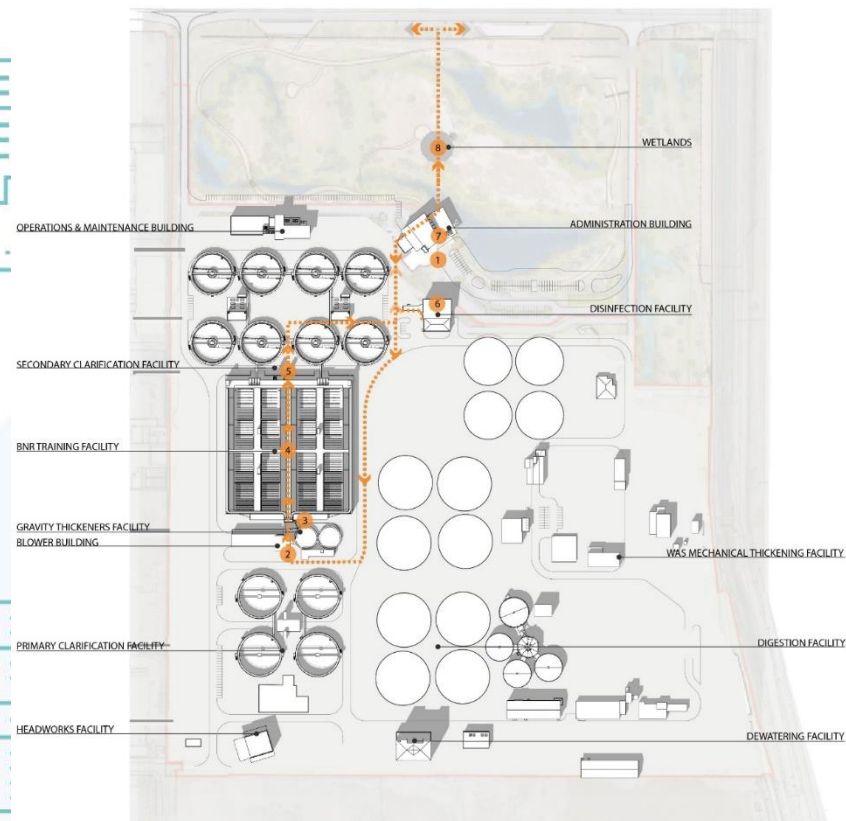 8
WETLANDS
OPERATIONS & MAINTENANCE BUILDING
7
ADMINISTRATION BUILDING
1
6
DISINFECTION FACILITY
SECONDARY CLARIFICATION FACILITY
5
BNR TRAINING FACILITY
4
GRAVITY THICKENERS FACILITY
3
BLOWER BUILDING
2
WAS MECHANICAL THICKENING FACILITY
PRIMARY CLARIFICATION FACILITY
DIGESTION FACILITY
HEADWORKS FACILITY
DEWATERING FACILITY